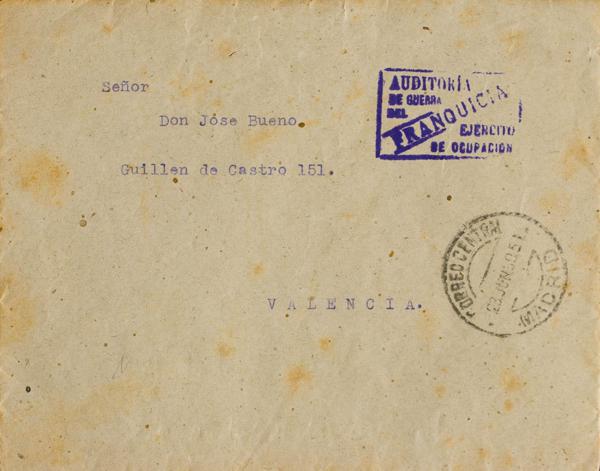 Señor
Don Jóse Bueno.
Guillen de Castro 151.
VALENCIA.
AUDITORÍA
DE GUERRA
DEL
FRANQUICIA
EJERCITO
DE OCUPACIÓN
CORREO CENTRAL
MADRID